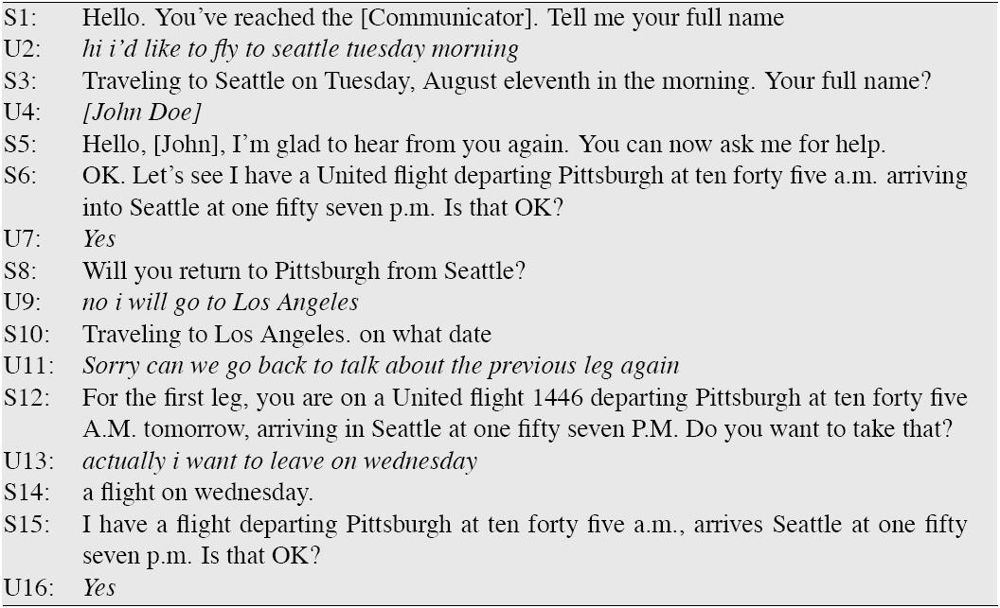 S1: Hello. You've reached the [Communicator]. Tell me your full name
U2: hi i'd like to fly to seattle tuesday morning
S3: Traveling to Seattle on Tuesday, August eleventh in the morning. Your full name?
U4: [John Doe]
S5: Hello, [John], I'm glad to hear from you again. You can now ask me for help.
S6: OK. Let's see I have a United flight departing Pittsburgh at ten forty five a.m. arriving
into Seattle at one fifty seven p.m. Is that OK?
U7: Yes
S8: Will you return to Pittsburgh from Seattle?
U9: no i will go to Los Angeles
S10: Traveling to Los Angeles. on what date
U11: Sorry can we go back to talk about the previous leg again
S12: For the first leg, you are on a United flight 1446 departing Pittsburgh at ten forty five
A.M. tomorrow, arriving in Seattle at one fifty seven P.M. Do you want to take that?
U13: actually i want to leave on wednesday
S14: a flight on wednesday.
S15: I have a flight departing Pittsburgh at ten forty five a.m., arrives Seattle at one fifty
seven p.m. Is that OK?
U16: Yes